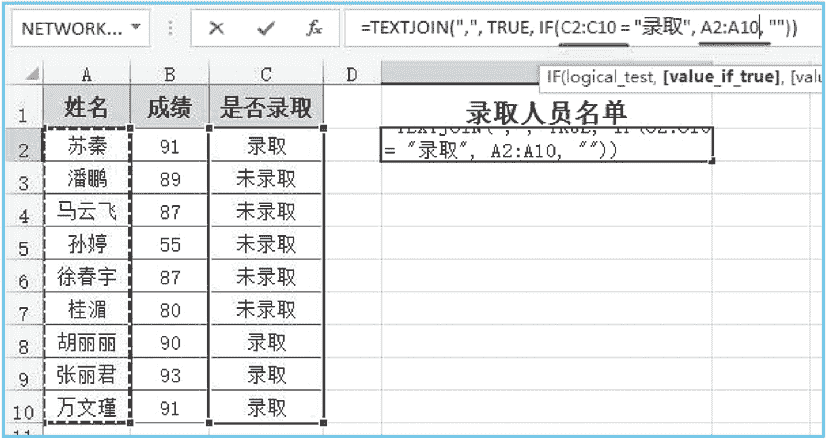 NETWORK... =TEXTJOIN(",", TRUE, IF(C2:C10 = "录取", A2:A10, ""))
IF(logical_test, [value_if_true], [valu
A B C D
1 姓名 成绩 是否录取 录取人员名单
TEXTJOIN(",", TRUE, IF(C2:C10
2 苏秦 91 录取 = "录取", A2:A10, ""))
3 潘鹏 89 未录取
4 马云飞 87 未录取
5 孙婷 55 未录取
6 徐春宇 87 未录取
7 桂湄 80 未录取
8 胡丽丽 90 录取
9 张丽君 93 录取
10 万文瑾 91 录取